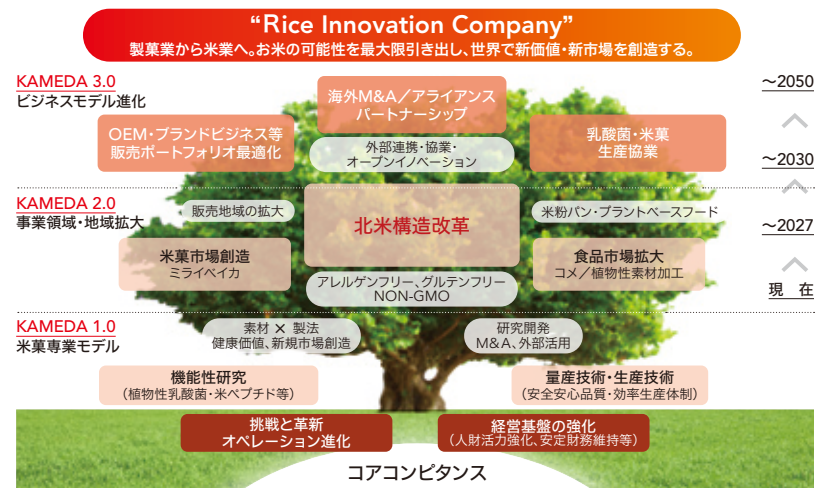 “Rice Innovation Company”
製菓業から米業へ。お米の可能性を最大限引き出し、世界で新価値・新市場を創造する。
KAMEDA 3.0
ビジネスモデル進化
海外M&A／アライアンス
パートナーシップ
OEM・ブランドビジネス等
販売ポートフォリオ最適化
外部連携・協業・
オープンイノベーション
乳酸菌・米菓
生産協業
～2050
～2030
KAMEDA 2.0
事業領域・地域拡大
販売地域の拡大
北米構造改革
米粉パン・プラントベースフード
～2027
米菓市場創造
ミライベイカ
食品市場拡大
コメ／植物性素材加工
アレルゲンフリー、グルテンフリー
NON-GMO
現 在
KAMEDA 1.0
米菓専業モデル
素材 × 製法
健康価値、新規市場創造
研究開発
M&A、外部活用
機能性研究
（植物性乳酸菌・米ペプチド等）
量産技術・生産技術
（安全安心品質・効率生産体制）
挑戦と革新
オペレーション進化
経営基盤の強化
（人財活力強化、安定財務維持等）
コアコンピタンス